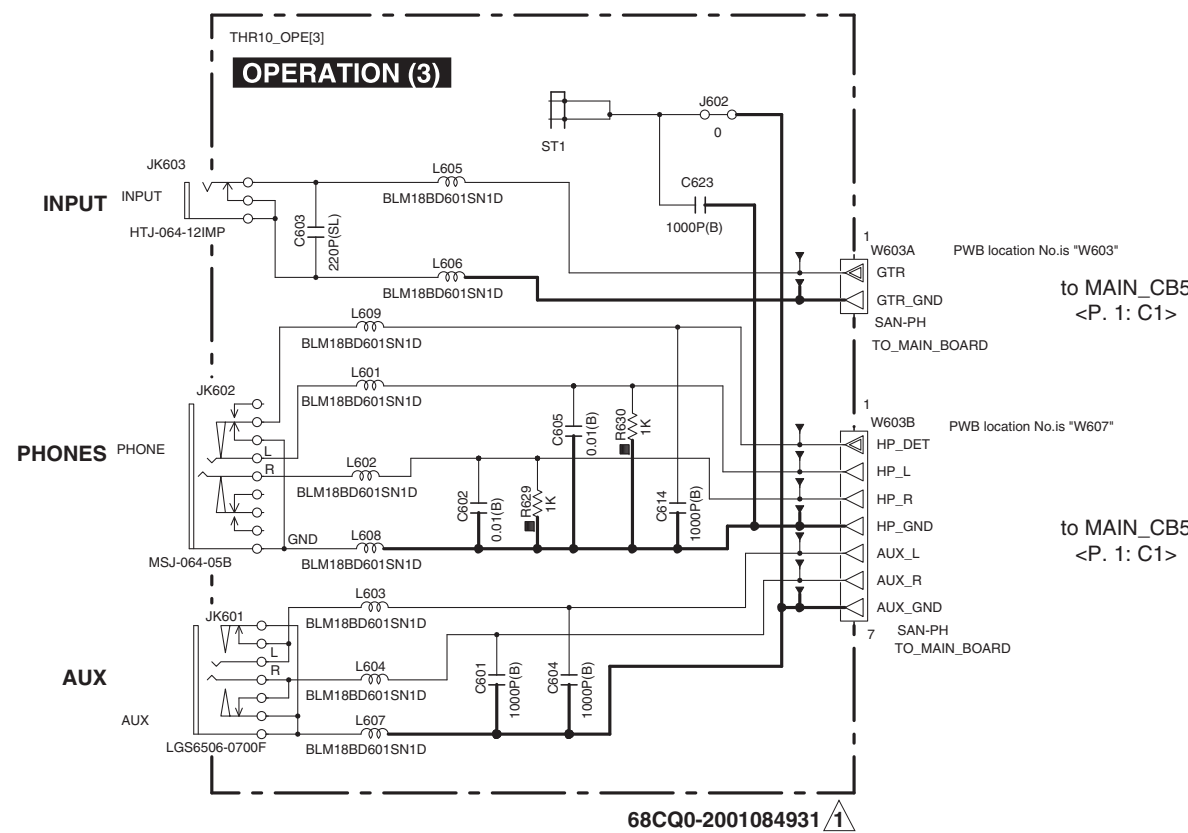 THR10_OPE[3]
OPERATION (3)
ST1
J602
0
C623
1000P(B)
JK603
INPUT
INPUT
HTJ-064-12IMP
C603
220P(SL)
L605
BLM18BD601SN1D
L606
BLM18BD601SN1D
1
W603A
PWB location No.is "W603"
GTR
GTR_GND
SAN-PH
TO_MAIN_BOARD
to MAIN_CB5
<P. 1: C1>
L609
BLM18BD601SN1D
JK602
L601
BLM18BD601SN1D
PHONES
PHONE
L
R
L602
BLM18BD601SN1D
GND
L608
BLM18BD601SN1D
MSJ-064-05B
C602
0.01(B)
R629
1K
C605
0.01(B)
R630
1K
C614
1000P(B)
1
W603B
PWB location No.is "W607"
HP_DET
HP_L
HP_R
HP_GND
AUX_L
AUX_R
AUX_GND
7
SAN-PH
TO_MAIN_BOARD
to MAIN_CB5
<P. 1: C1>
JK601
L603
BLM18BD601SN1D
L
R
L604
BLM18BD601SN1D
AUX
AUX
L607
BLM18BD601SN1D
LGS6506-0700F
C601
1000P(B)
C604
1000P(B)
68CQ0-2001084931 1